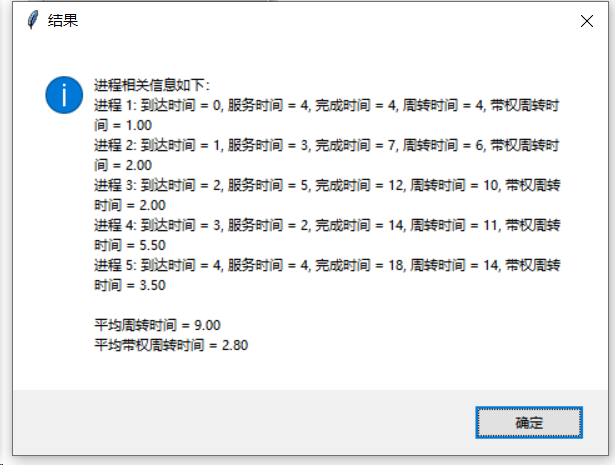 结果
进程相关信息如下:
进程 1: 到达时间 = 0, 服务时间 = 4, 完成时间 = 4, 周转时间 = 4, 带权周转时
间 = 1.00
进程 2: 到达时间 = 1, 服务时间 = 3, 完成时间 = 7, 周转时间 = 6, 带权周转时
间 = 2.00
进程 3: 到达时间 = 2, 服务时间 = 5, 完成时间 = 12, 周转时间 = 10, 带权周转
时间 = 2.00
进程 4: 到达时间 = 3, 服务时间 = 2, 完成时间 = 14, 周转时间 = 11, 带权周转
时间 = 5.50
进程 5: 到达时间 = 4, 服务时间 = 4, 完成时间 = 18, 周转时间 = 14, 带权周转
时间 = 3.50
平均周转时间 = 9.00
平均带权周转时间 = 2.80
确定